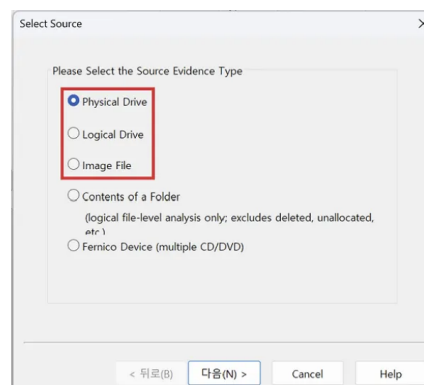 Select Source
Please Select the Source Evidence Type
Physical Drive
Logical Drive
Image File
Contents of a Folder
(logical file-level analysis only; excludes deleted, unallocated,
etc.)
Fernico Device (multiple CD/DVD)
< 뒤로(B) 다음(N) > Cancel Help